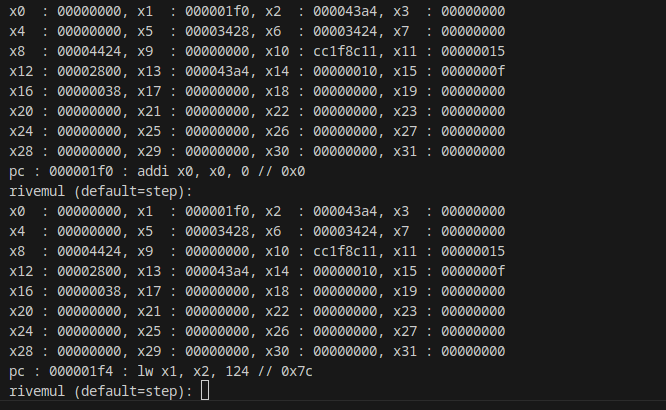 x0  : 00000000, x1  : 000001f0, x2  : 000043a4, x3  : 00000000
x4  : 00000000, x5  : 00003428, x6  : 00003424, x7  : 00000000
x8  : 00004424, x9  : 00000000, x10 : cc1f8c11, x11 : 00000015
x12 : 00002800, x13 : 000043a4, x14 : 00000010, x15 : 0000000f
x16 : 00000038, x17 : 00000000, x18 : 00000000, x19 : 00000000
x20 : 00000000, x21 : 00000000, x22 : 00000000, x23 : 00000000
x24 : 00000000, x25 : 00000000, x26 : 00000000, x27 : 00000000
x28 : 00000000, x29 : 00000000, x30 : 00000000, x31 : 00000000
pc : 000001f0 : addi x0, x0, 0 // 0x0
rivemul (default=step):
x0  : 00000000, x1  : 000001f0, x2  : 000043a4, x3  : 00000000
x4  : 00000000, x5  : 00003428, x6  : 00003424, x7  : 00000000
x8  : 00004424, x9  : 00000000, x10 : cc1f8c11, x11 : 00000015
x12 : 00002800, x13 : 000043a4, x14 : 00000010, x15 : 0000000f
x16 : 00000038, x17 : 00000000, x18 : 00000000, x19 : 00000000
x20 : 00000000, x21 : 00000000, x22 : 00000000, x23 : 00000000
x24 : 00000000, x25 : 00000000, x26 : 00000000, x27 : 00000000
x28 : 00000000, x29 : 00000000, x30 : 00000000, x31 : 00000000
pc : 000001f4 : lw x1, x2, 124 // 0x7c
rivemul (default=step):